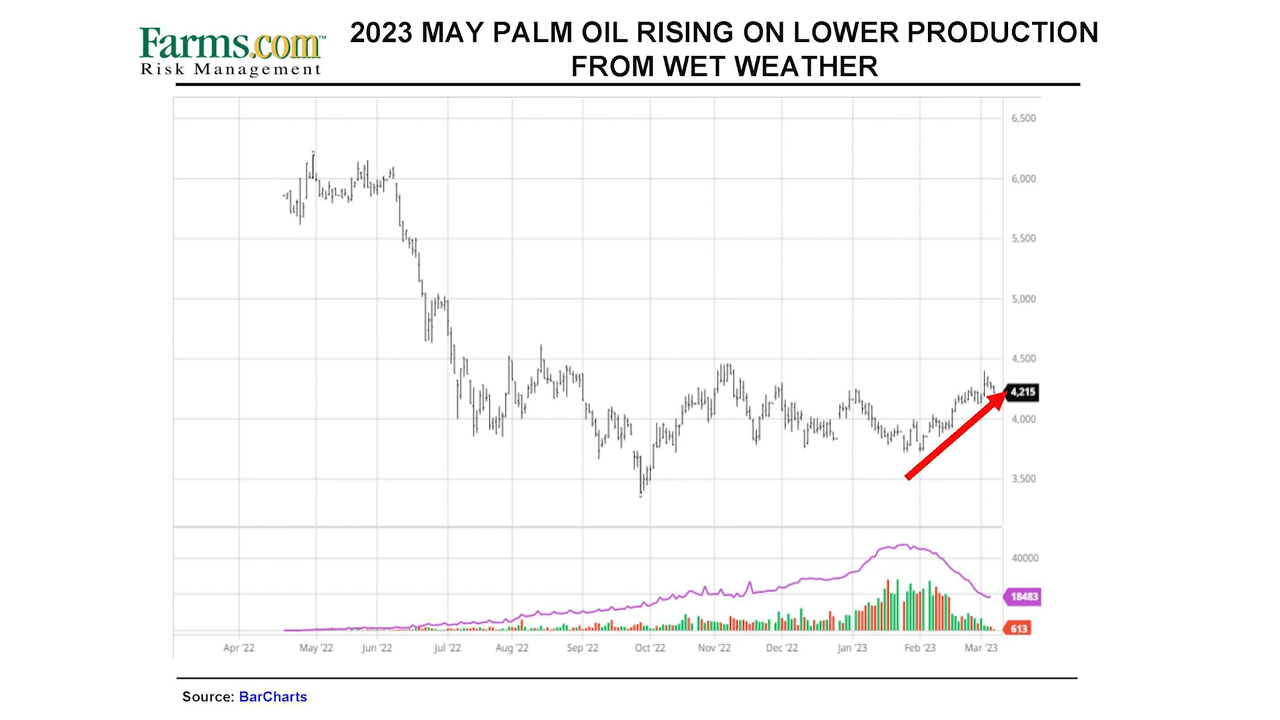 Farms.com™
Risk Management
2023 MAY PALM OIL RISING ON LOWER PRODUCTION
FROM WET WEATHER
6,500
6,000
5,500
5,000
4,500
4,215
4,000
3,500
40000
18483
613
Apr '22 May '22 Jun '22 Jul '22 Aug '22 Sep '22 Oct '22 Nov '22 Dec '22 Jan '23 Feb '23 Mar '23
Source: BarCharts